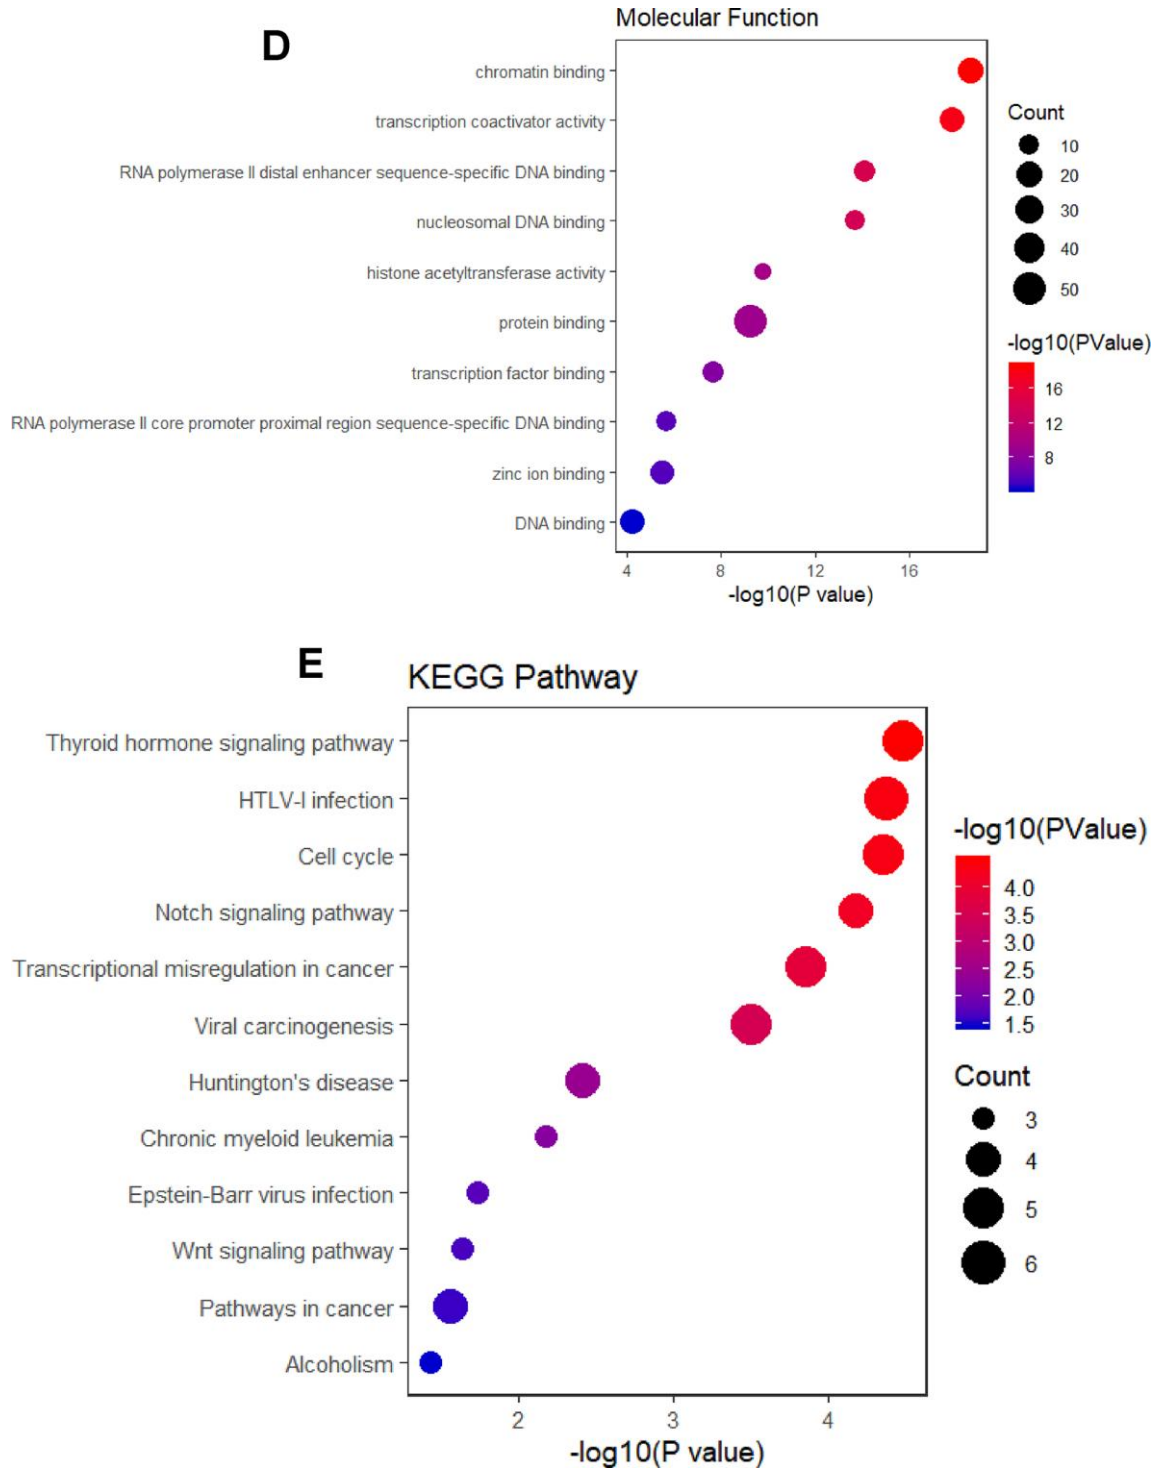 D
Molecular Function
chromatin binding
transcription coactivator activity
RNA polymerase II distal enhancer sequence-specific DNA binding
nucleosomal DNA binding
histone acetyltransferase activity
protein binding
transcription factor binding
RNA polymerase II core promoter proximal region sequence-specific DNA binding
zinc ion binding
DNA binding
4 8 12 16
-log10(P value)
Count
10
20
30
40
50
-log10(PValue)
16
12
8
E
KEGG Pathway
Thyroid hormone signaling pathway
HTLV-I infection
Cell cycle
Notch signaling pathway
Transcriptional misregulation in cancer
Viral carcinogenesis
Huntington's disease
Chronic myeloid leukemia
Epstein-Barr virus infection
Wnt signaling pathway
Pathways in cancer
Alcoholism
2 3 4
-log10(P value)
-log10(PValue)
4.0
3.5
3.0
2.5
2.0
1.5
Count
3
4
5
6